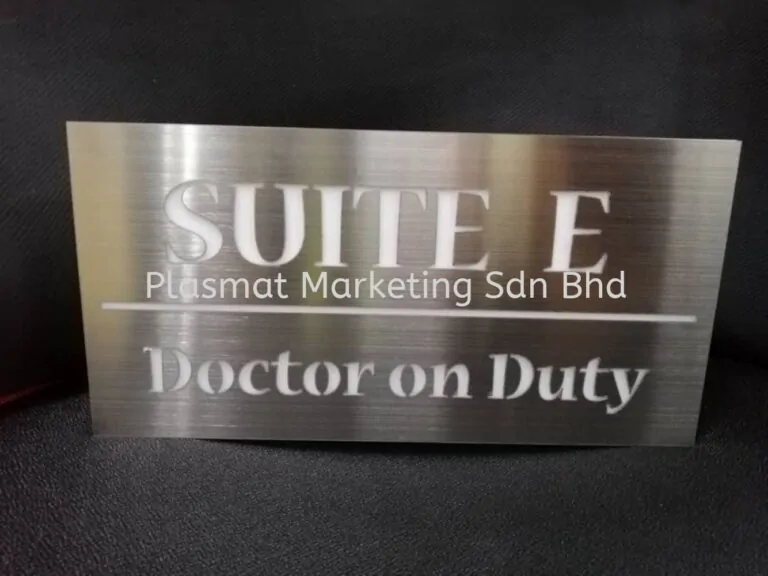 SUITE E
Plasmat Marketing Sdn Bhd
Doctor on Duty